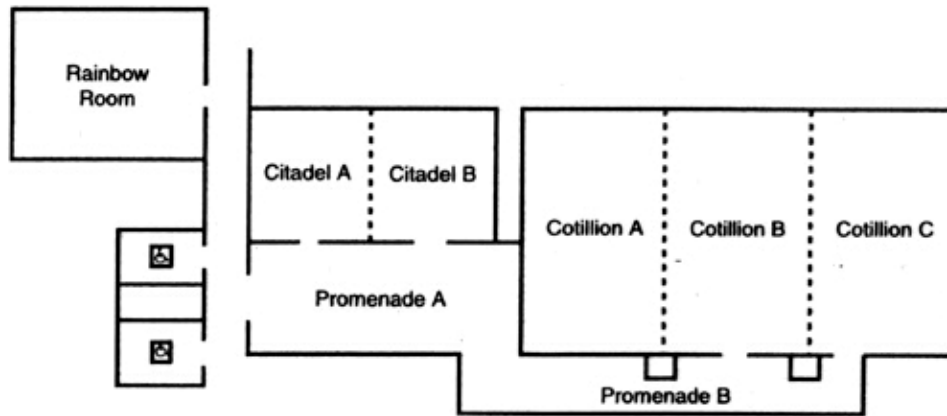 Rainbow
Room
Citadel A
Citadel B
Cotillion A
Cotillion B
Cotillion C
Promenade A
Promenade B